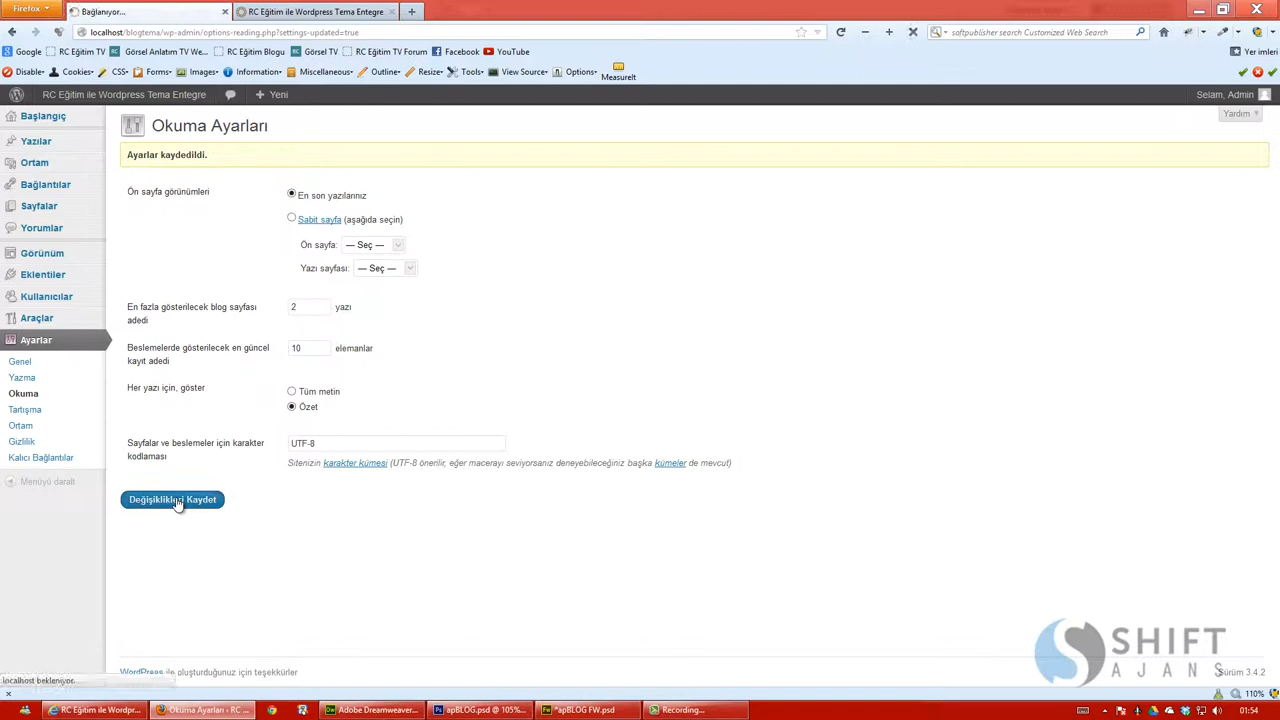 Firefox
Bağlanıyor...
RC Eğitim ile Wordpress Tema Entegre
localhost/blogtema/wp-admin/options-reading.php?settings-updated=true
softpublisher search Customized Web Search
Google RC Eğitim TV Görsel Anlatım TV We... RC Eğitim Blogu Görsel TV RC Eğitim TV Forum Facebook YouTube Yer imleri
Disable Cookies CSS Forms Images Information Miscellaneous Outline Resize Tools View Source Options MeasureIt
RC Eğitim ile Wordpress Tema Entegre + Yeni Selam, Admin
Yardım
Başlangıç
Yazılar
Ortam
Bağlantılar
Sayfalar
Yorumlar
Görünüm
Eklentiler
Kullanıcılar
Araçlar
Ayarlar
Genel
Yazma
Okuma
Tartışma
Ortam
Gizlilik
Kalıcı Bağlantılar
Menüyü daralt
Okuma Ayarları
Ayarlar kaydedildi.
Ön sayfa görünümleri
En son yazılarınız
Sabit sayfa (aşağıda seçin)
Ön sayfa: — Seç —
Yazı sayfası: — Seç —
En fazla gösterilecek blog sayfası
adedi
2 yazı
Beslemelerde gösterilecek en güncel
kayıt adedi
10 elemanlar
Her yazı için, göster
Tüm metin
Özet
Sayfalar ve beslemeler için karakter
kodlaması
UTF-8
Sitenizin karakter kümesi (UTF-8 önerilir, eğer macerayı seviyorsanız deneyebileceğiniz başka kümeler de mevcut)
Değişiklikleri Kaydet
SHIFT
AJANS
WordPress ile oluşturduğunuz için teşekkürler
Sürüm 3.4.2
localhost bekleniyor.
x
110%
RC Eğitim ile Wordpr... Okuma Ayarları ‹ RC ... Adobe Dreamweaver... apBLOG.psd @ 105%... *apBLOG FW.psd Recording... 01:54